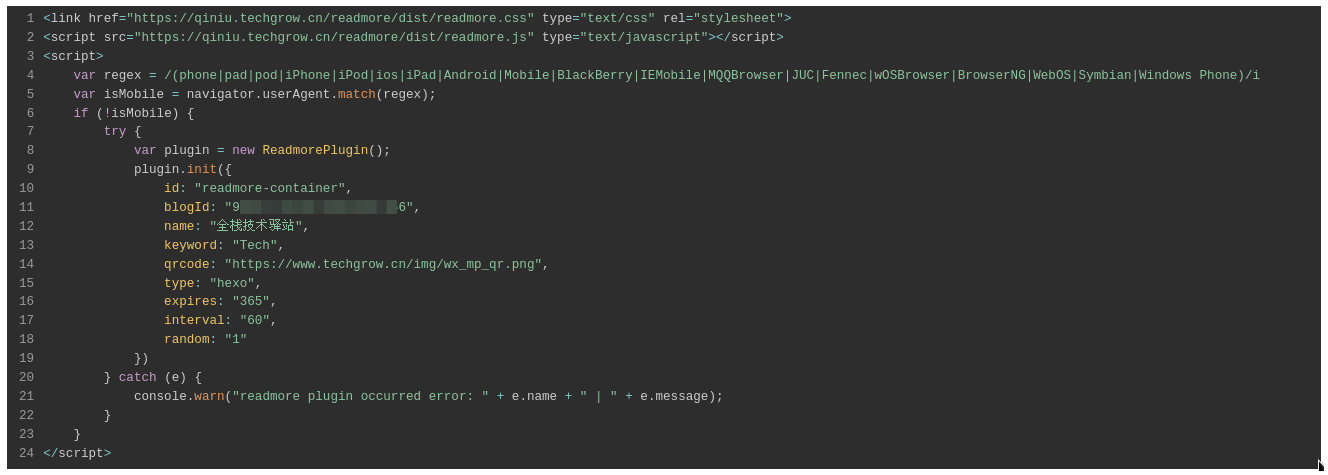 1 <link href="https://qiniu.techgrow.cn/readmore/dist/readmore.css" type="text/css" rel="stylesheet">
2 <script src="https://qiniu.techgrow.cn/readmore/dist/readmore.js" type="text/javascript"></script>
3 <script>
4     var regex = /(phone|pad|pod|iPhone|iPod|ios|iPad|Android|Mobile|BlackBerry|IEMobile|MQQBrowser|JUC|Fennec|wOSBrowser|BrowserNG|WebOS|Symbian|Windows Phone)/i
5     var isMobile = navigator.userAgent.match(regex);
6     if (!isMobile) {
7         try {
8             var plugin = new ReadmorePlugin();
9             plugin.init({
10                 id: "readmore-container",
11                 blogId: "9 6",
12                 name: "全栈技术驿站",
13                 keyword: "Tech",
14                 qrcode: "https://www.techgrow.cn/img/wx_mp_qr.png",
15                 type: "hexo",
16                 expires: "365",
17                 interval: "60",
18                 random: "1"
19             })
20         } catch (e) {
21             console.warn("readmore plugin occurred error: " + e.name + " | " + e.message);
22         }
23     }
24 </script>